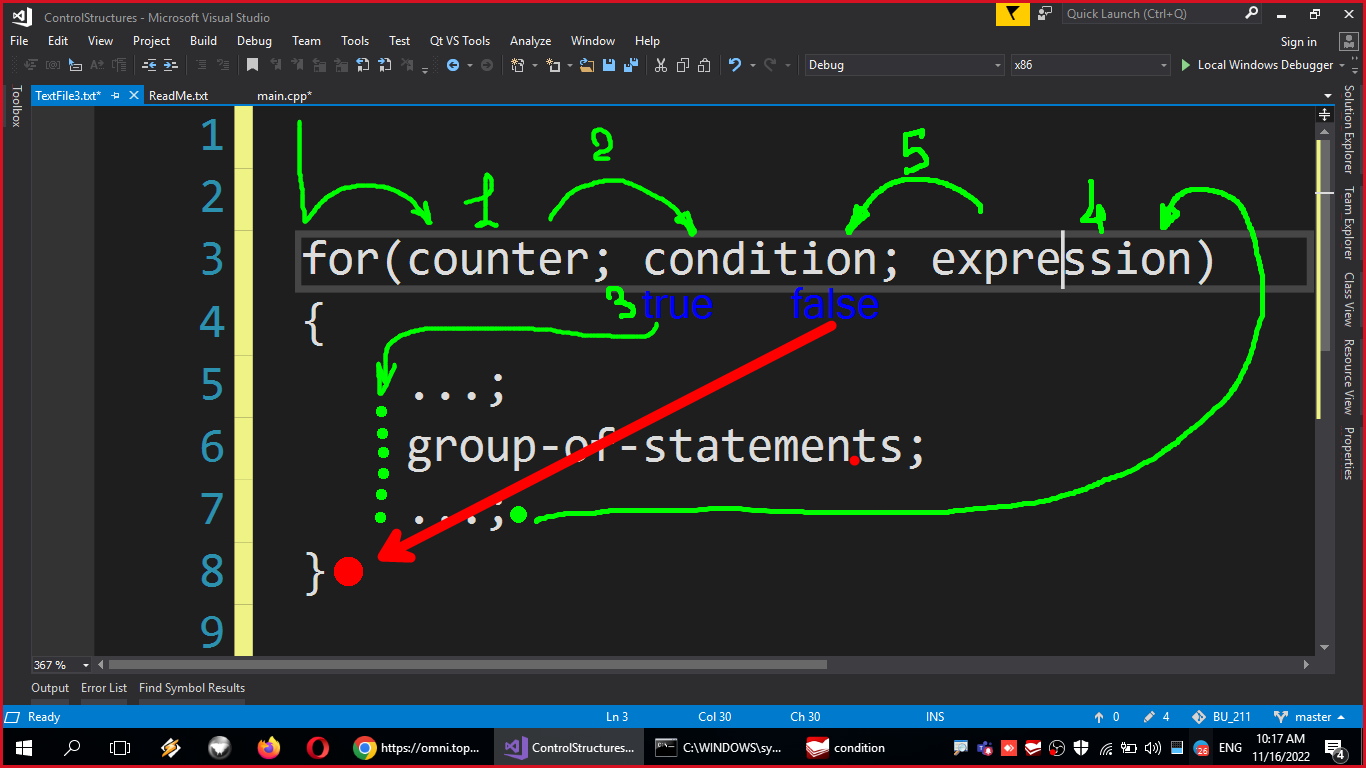 ControlStructures - Microsoft Visual Studio
Quick Launch (Ctrl+Q)
File Edit View Project Build Debug Team Tools Test Qt VS Tools Analyze Window Help
Sign in
Debug x86 Local Windows Debugger
Toolbox
TextFile3.txt* ReadMe.txt main.cpp*
1
2 5
2 1 4
3 for(counter; condition; expression)
3 true false
4 {
5 ...;
6 group-of-statements;
7 ...;
8 }
9
Solution Explorer
Team Explorer
Class View
Resource View
Properties
367 %
Output Error List Find Symbol Results
Ready Ln 3 Col 30 Ch 30 INS 0 4 BU_211 master
https://omni.top... ControlStructures... C:\WINDOWS\sy... condition
26 ENG 10:17 AM
11/16/2022 4